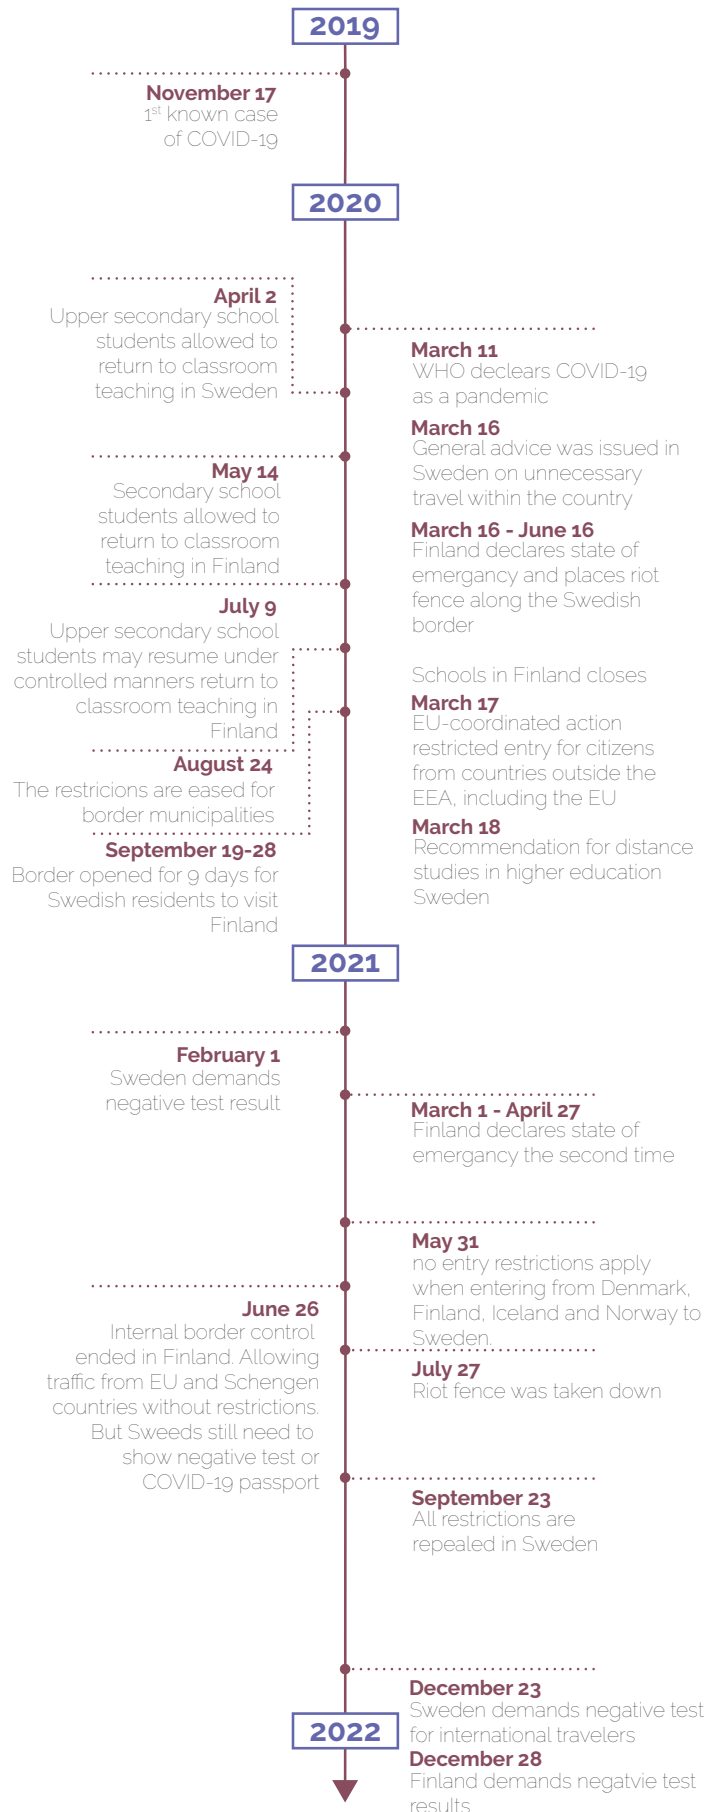 2019
November 17
1st known case
of COVID-19
2020
April 2
Upper secondary school
students allowed to
return to classroom
teaching in Sweden
March 11
WHO declears COVID-19
as a pandemic
March 16
General advice was issued in
Sweden on unnecessary
travel within the country
May 14
Secondary school
students allowed to
return to classroom
teaching in Finland
March 16 - June 16
Finland declares state of
emergancy and places riot
fence along the Swedish
border
Schools in Finland closes
July 9
Upper secondary school
students may resume under
controlled manners return to
classroom teaching in
Finland
March 17
EU-coordinated action
restricted entry for citizens
from countries outside the
EEA, including the EU
August 24
The restricions are eased for
border municipalities
March 18
Recommendation for distance
studies in higher education
Sweden
September 19-28
Border opened for 9 days for
Swedish residents to visit
Finland
2021
February 1
Sweden demands
negative test result
March 1 - April 27
Finland declares state of
emergancy the second time
May 31
no entry restrictions apply
when entering from Denmark,
Finland, Iceland and Norway to
Sweden.
June 26
Internal border control
ended in Finland. Allowing
traffic from EU and Schengen
countries without restrictions.
But Sweeds still need to
show negative test or
COVID-19 passport
July 27
Riot fence was taken down
September 23
All restrictions are
repealed in Sweden
December 23
Sweden demands negative test
for international travelers
2022
December 28
Finland demands negatvie test
results